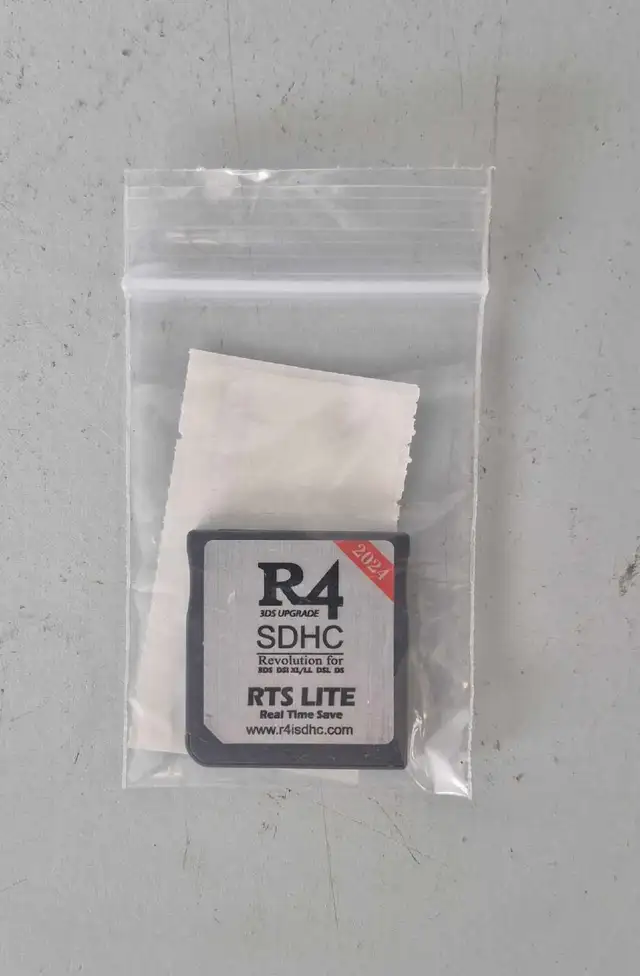 2024
R4
3DS UPGRADE
SDHC
Revolution for
3DS DSI XL/LL DSL DS
RTS LITE
Real Time Save
www.r4isdhc.com